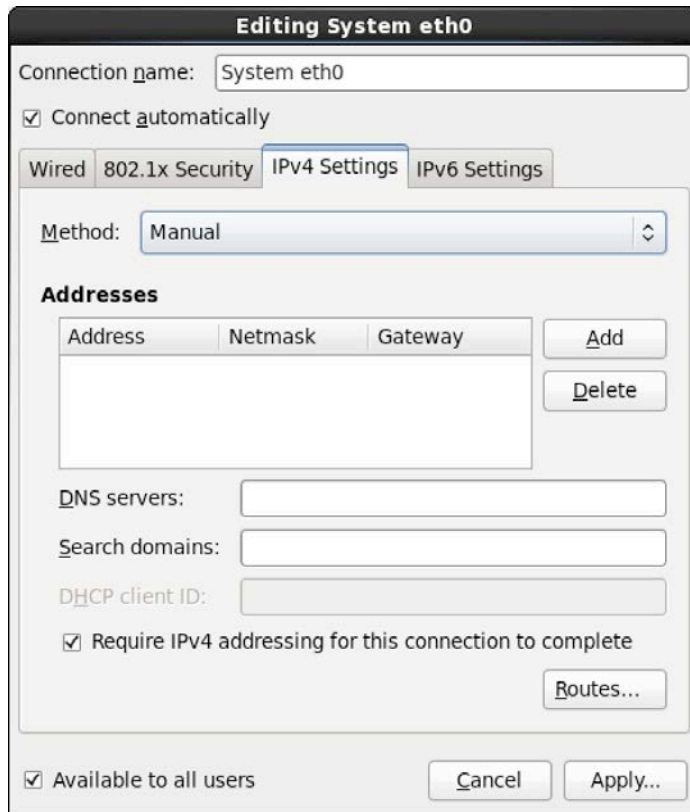 Editing System eth0
Connection name: System eth0
Connect automatically
Wired 802.1x Security IPv4 Settings IPv6 Settings
Method: Manual
Addresses
Address Netmask Gateway Add
Delete
DNS servers:
Search domains:
DHCP client ID:
Require IPv4 addressing for this connection to complete
Routes...
Available to all users Cancel Apply...